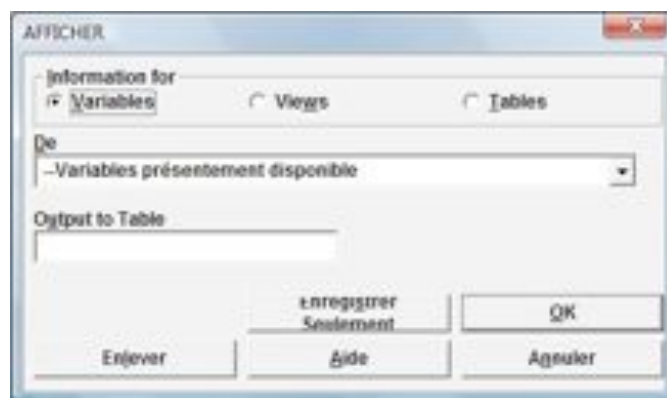 AFFICHER
Information for
Variables Views Tables
De
--Variables présentement disponible
Output to Table
Enregistrer
Seulement
OK
Enlever Aide Annuler